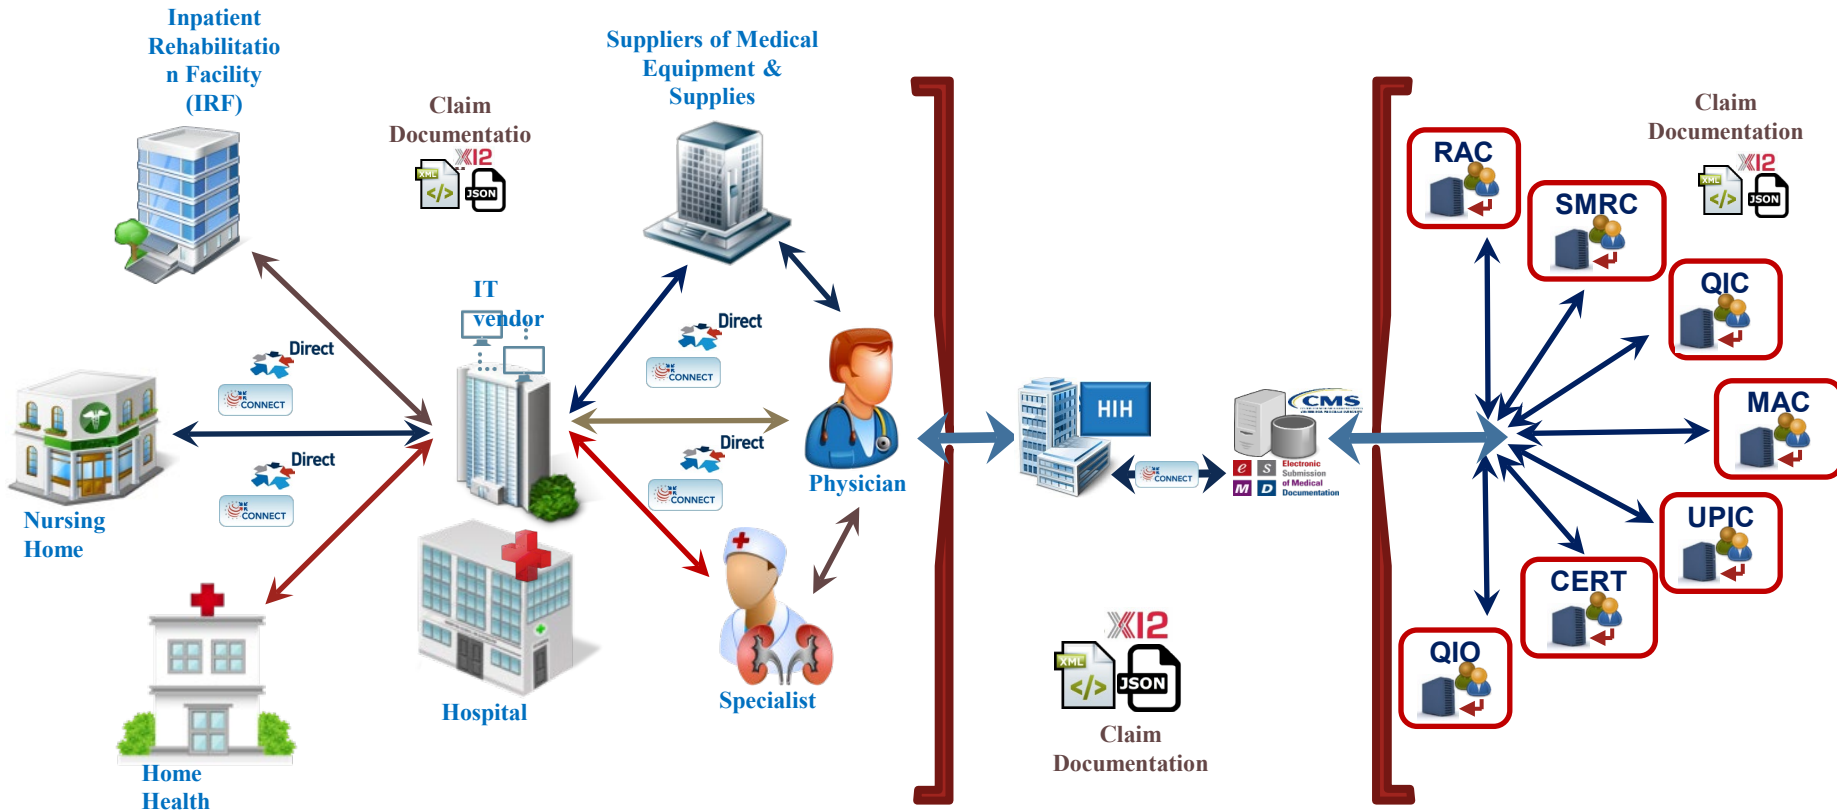 Inpatient
Rehabilitatio
n Facility
(IRF)
Claim
Documentatio
XML
</>
X12
JSON
Suppliers of Medical
Equipment &
Supplies
IT
vendor
Direct
CONNECT
Direct
CONNECT
Direct
CONNECT
Direct
CONNECT
Nursing
Home
Home
Health
Hospital
Physician
Specialist
HIH
CONNECT
CMS
e S
M D
Electronic
Submission
of Medical
Documentation
X12
XML
</>
JSON
Claim
Documentation
RAC
SMRC
QIC
MAC
UPIC
CERT
QIO
Claim
Documentation
X12
XML
</>
JSON